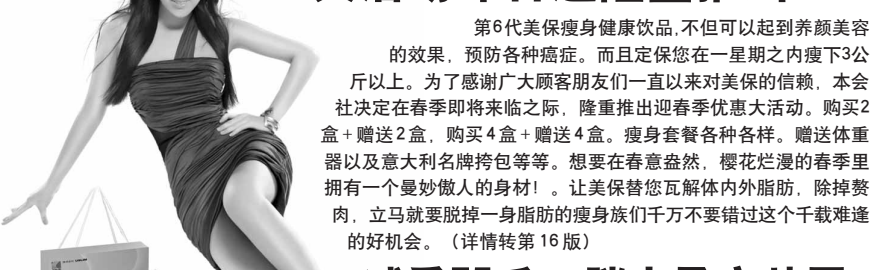 第6代美保瘦身健康饮品,不但可以起到养颜美容
的效果，预防各种癌症。而且定保您在一星期之内瘦下3公
斤以上。为了感谢广大顾客朋友们一直以来对美保的信赖，本会
社决定在春季即将来临之际，隆重推出迎春季优惠大活动。购买2
盒+赠送2盒，购买4盒+赠送4盒。瘦身套餐各种各样。赠送体重
器以及意大利名牌挎包等等。想要在春意盎然，樱花烂漫的春季里
拥有一个曼妙傲人的身材！。让美保替您瓦解体内外脂肪，除掉赘
肉，立马就要脱掉一身脂肪的瘦身族们千万不要错过这个千载难逢
的好机会。（详情转第16版）